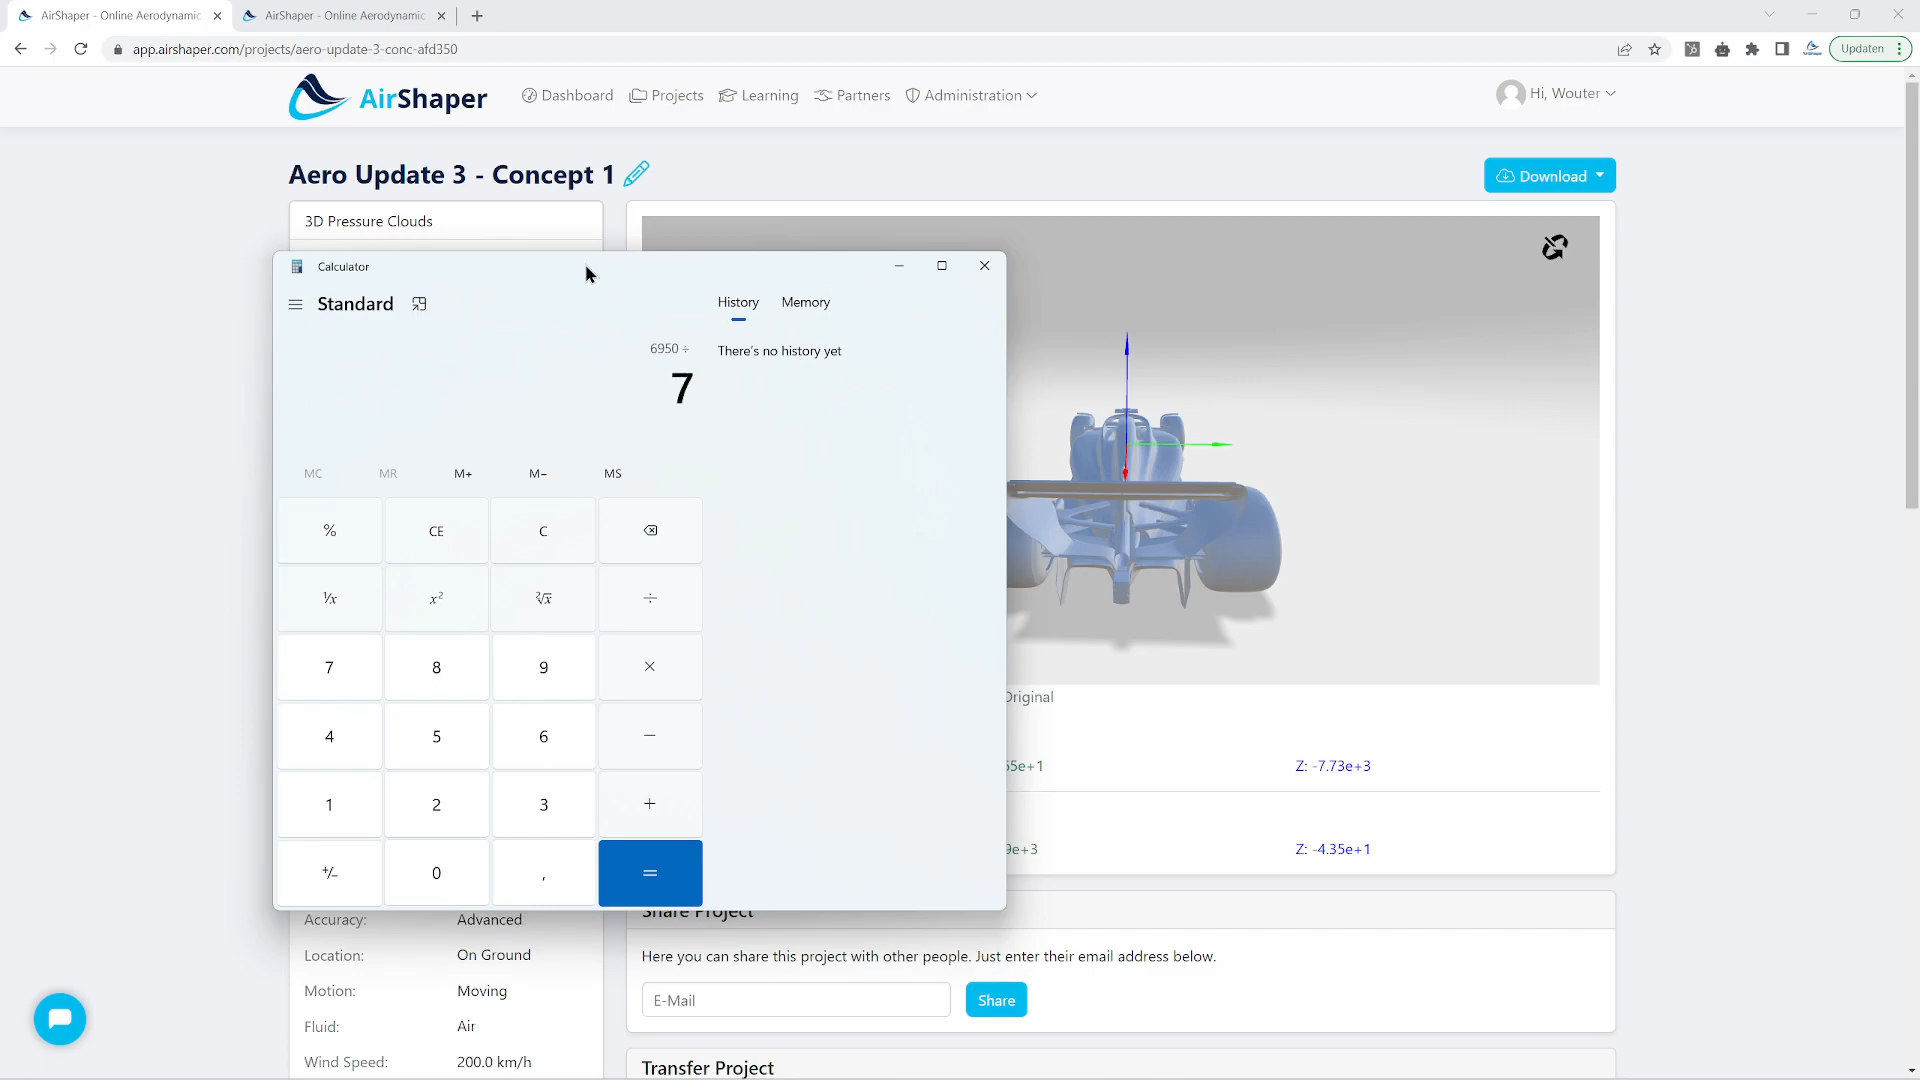 AirShaper - Online Aerodynamic
AirShaper - Online Aerodynamic
app.airshaper.com/projects/aero-update-3-conc-afd350
Updaten
AirShaper
Dashboard
Projects
Learning
Partners
Administration
Hi, Wouter
Aero Update 3 - Concept 1
Download
3D Pressure Clouds
Calculator
Standard
History
Memory
6950 ÷
There's no history yet
7
MC
MR
M+
M-
MS
%
CE
C
⅟x
x²
²√x
÷
7
8
9
×
4
5
6
−
1
2
3
+
+/-
0
,
=
Original
5e+1
Z: -7.73e+3
e+3
Z: -4.35e+1
Share Project
Accuracy: Advanced
Location: On Ground
Motion: Moving
Fluid: Air
Wind Speed: 200.0 km/h
Here you can share this project with other people. Just enter their email address below.
E-Mail
Share
Transfer Project